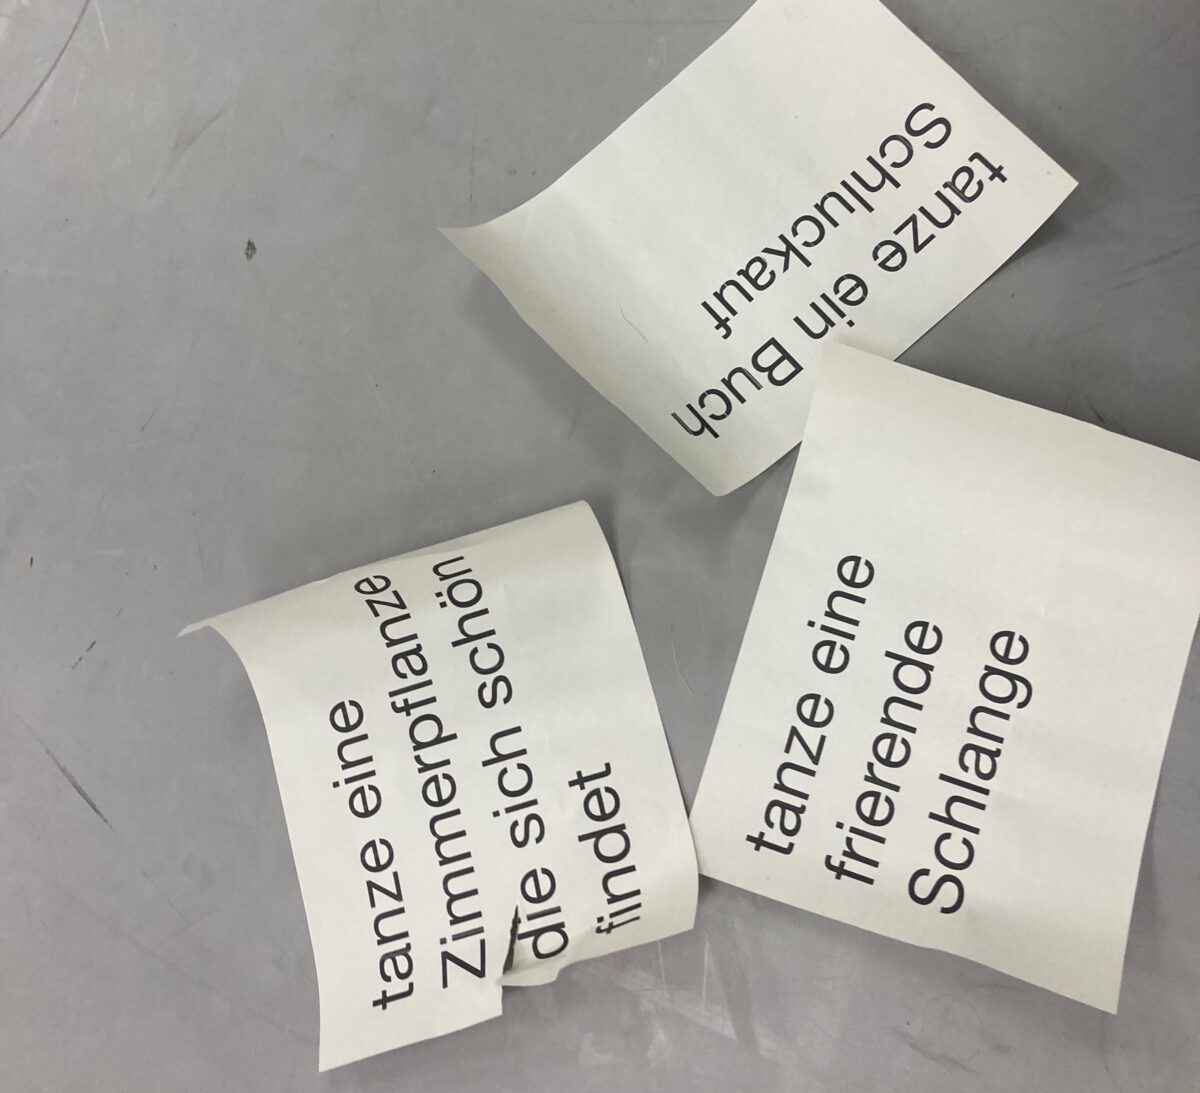 tanze ein Buch
Schluckauf
tanze eine
Zimmerpflanze
die sich schön
findet
tanze eine
frierende
Schlange